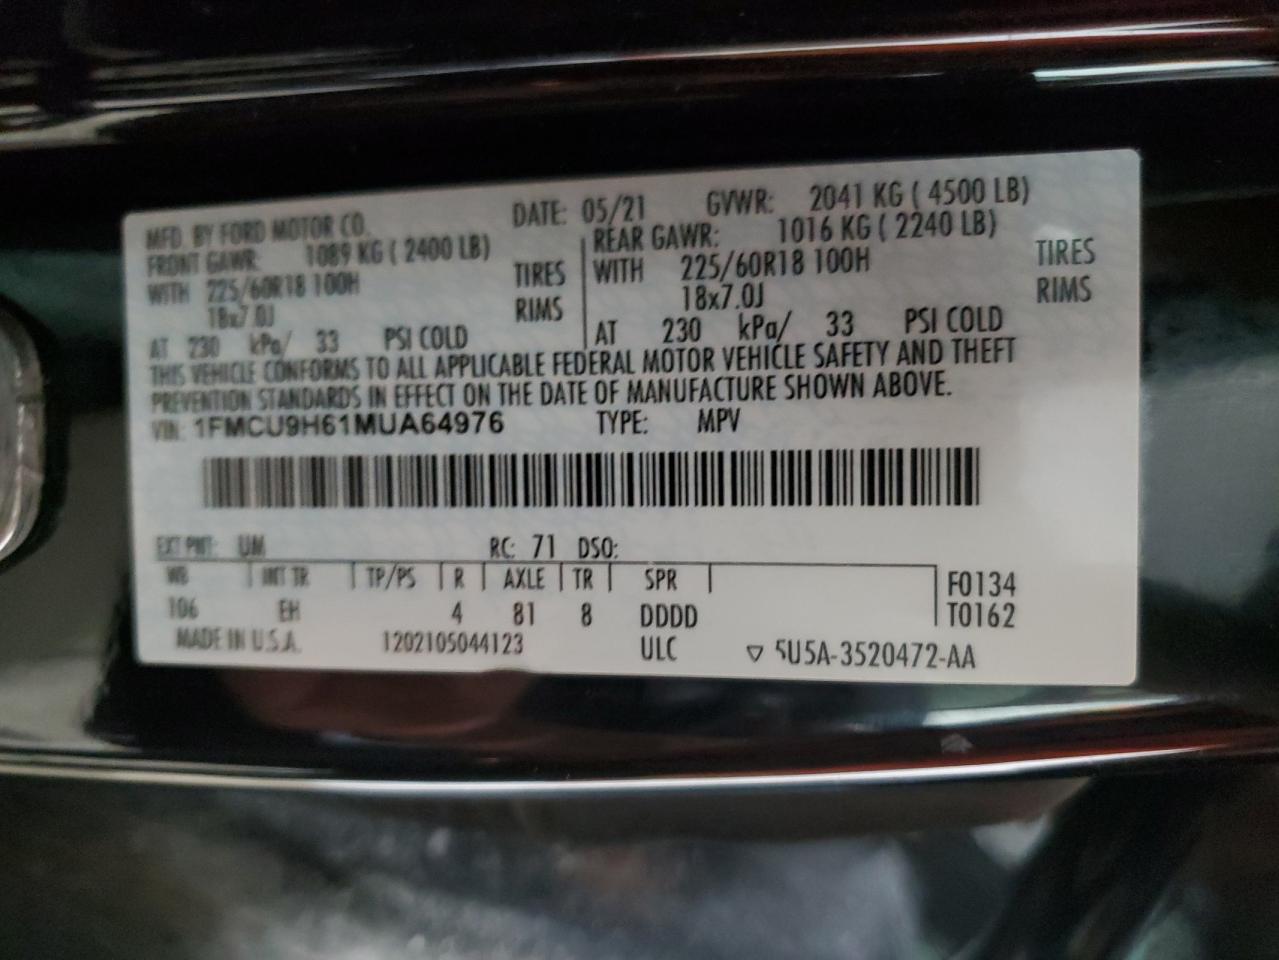 MFD. BY FORD MOTOR CO. DATE: 05/21 GVWR: 2041 KG ( 4500 LB)
FRONT GAWR: 1089 KG ( 2400 LB) REAR GAWR: 1016 KG ( 2240 LB)
WITH 225/60R18 100H TIRES WITH 225/60R18 100H TIRES
18x7.0J RIMS 18x7.0J RIMS
AT 230 kPa/ 33 PSI COLD AT 230 kPa/ 33 PSI COLD
THIS VEHICLE CONFORMS TO ALL APPLICABLE FEDERAL MOTOR VEHICLE SAFETY AND THEFT
PREVENTION STANDARDS IN EFFECT ON THE DATE OF MANUFACTURE SHOWN ABOVE.
VIN: 1FMCU9H61MUA64976 TYPE: MPV
EXT PNT: UM RC: 71 DSO:
WB INT TR TP/PS R AXLE TR SPR F0134
106 EH 4 81 8 DDDD T0162
MADE IN U.S.A. 1202105044123 ULC ▽ 5U5A-3520472-AA